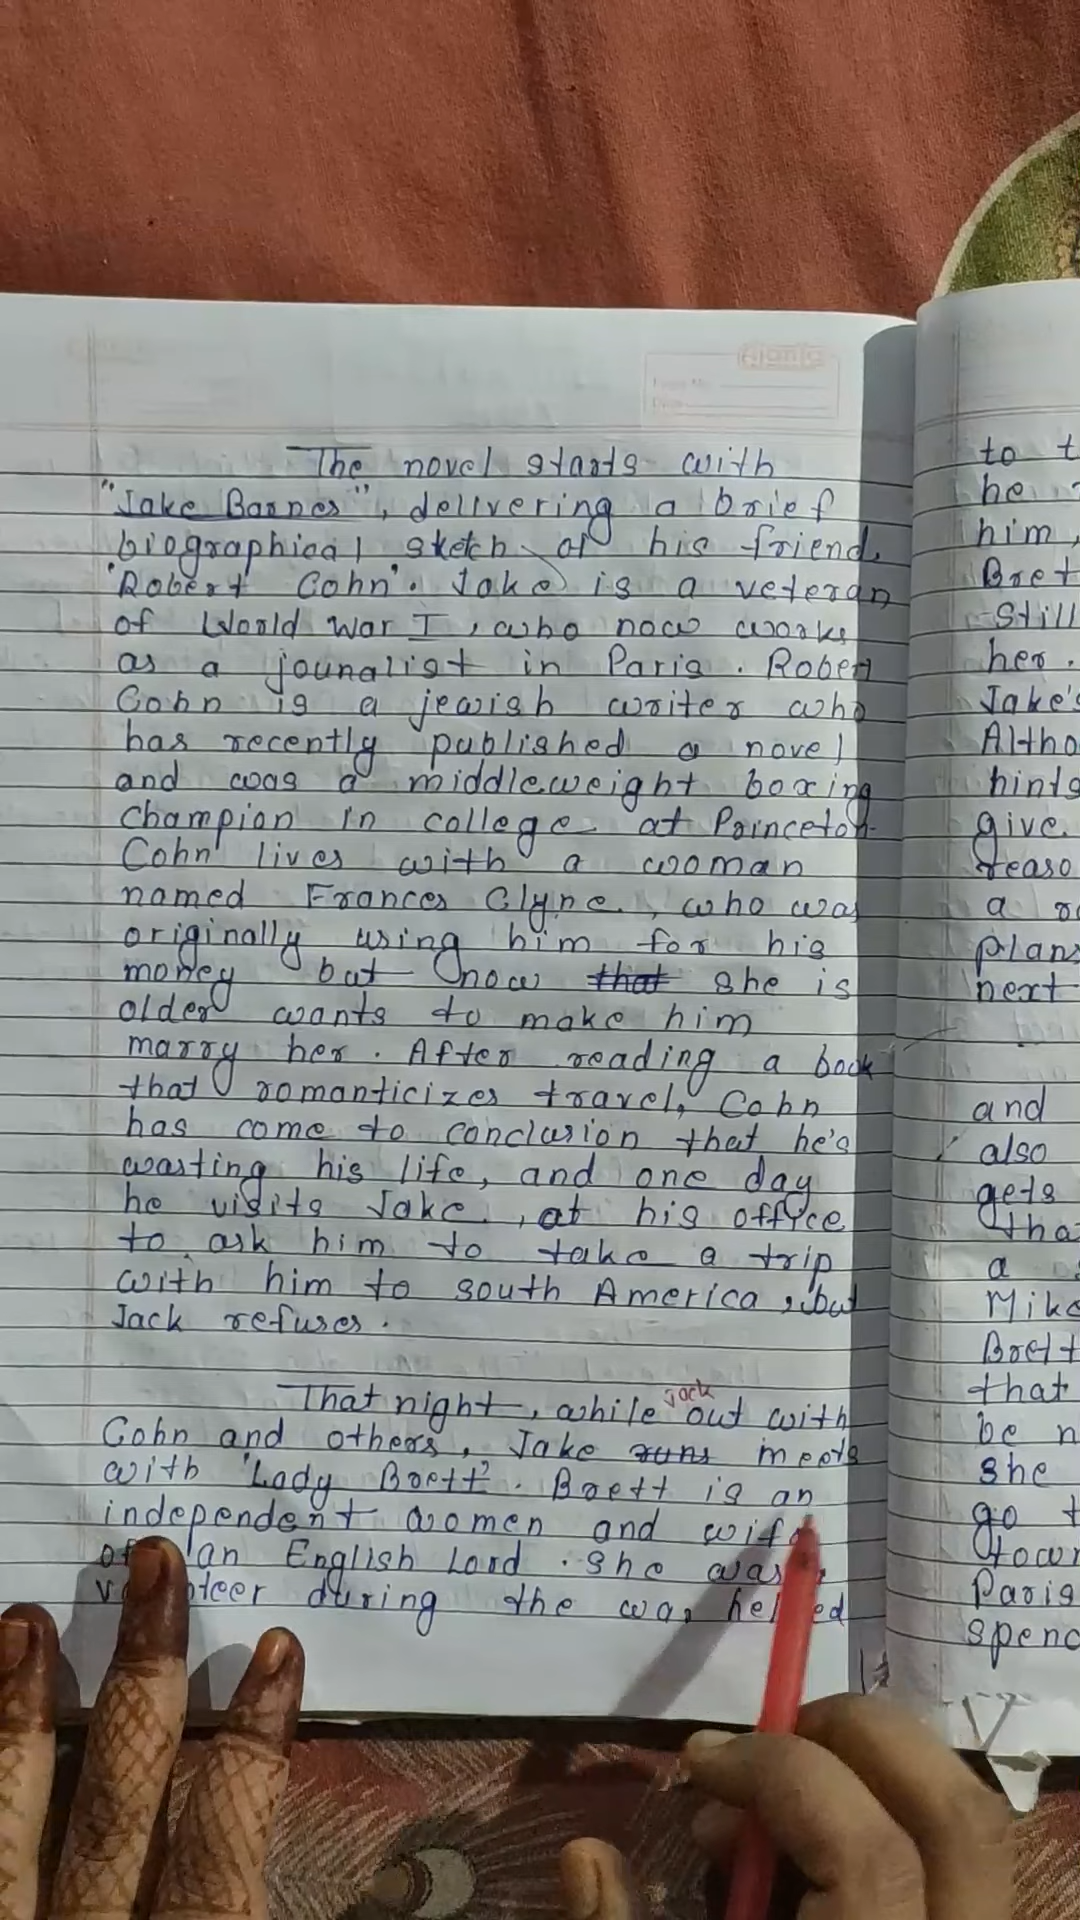 Ajanta
The novel starts with
"Jake Barnes", delivering a brief
biographical sketch of his friend
'Robert Cohn'. Jake is a veteran
of World War I, who now works
as a jounalist in Paris. Robert
Cohn is a jewish writer who
has recently published a novel
and was a middleweight boxing
champion in college at Princeton.
Cohn lives with a woman
named Frances Clyne, who was
originally using him for his
money but now that she is
older wants to make him
marry her. After reading a book
that romanticizes travel, Cohn
has come to conclusion that he's
wasting his life, and one day
he visits Jake, at his office
to ask him to take a trip
with him to south America, but
Jack refuses.
That night, while jack out with
Cohn and others, Jake runs meets
with 'Lady Brett'. Brett is an
independent women and wife
of an English Lord. She was
during the
to t
he
him,
Bret
Still
her.
Jake's
Altho
hints
give.
reaso
a
plans
next
and
also
gets
tha
a
Mike
Brett
that
be n
she
go t
town
Paris
spend